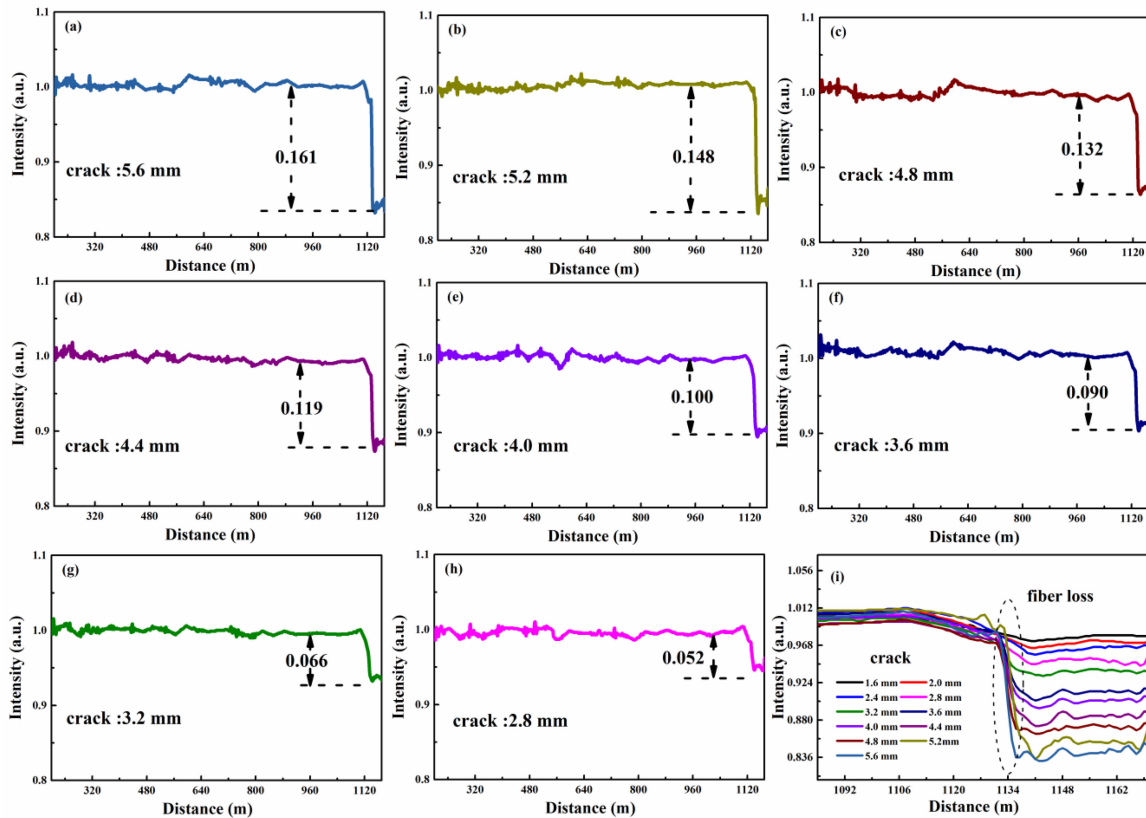 (a)
1.1
1.0
0.9
0.8
Intensity (a.u.)
0.161
crack :5.6 mm
320 480 640 800 960 1120
Distance (m)
(b)
1.1
1.0
0.9
0.8
Intensity (a.u.)
0.148
crack :5.2 mm
320 480 640 800 960 1120
Distance (m)
(c)
1.1
1.0
0.9
0.8
Intensity (a.u.)
0.132
crack :4.8 mm
320 480 640 800 960 1120
Distance (m)
(d)
1.1
1.0
0.9
0.8
Intensity (a.u.)
0.119
crack :4.4 mm
320 480 640 800 960 1120
Distance (m)
(e)
1.1
1.0
0.9
0.8
Intensity (a.u.)
0.100
crack :4.0 mm
320 480 640 800 960 1120
Distance (m)
(f)
1.1
1.0
0.9
0.8
Intensity (a.u.)
0.090
crack :3.6 mm
320 480 640 800 960 1120
Distance (m)
(g)
1.1
1.0
0.9
0.8
Intensity (a.u.)
0.066
crack :3.2 mm
320 480 640 800 960 1120
Distance (m)
(h)
1.1
1.0
0.9
0.8
Intensity (a.u.)
0.052
crack :2.8 mm
320 480 640 800 960 1120
Distance (m)
(i)
1.056
1.012
0.968
0.924
0.880
0.836
Intensity (a.u.)
fiber loss
crack
1.6 mm 2.0 mm
2.4 mm 2.8 mm
3.2 mm 3.6 mm
4.0 mm 4.4 mm
4.8 mm 5.2mm
5.6 mm
1092 1106 1120 1134 1148 1162
Distance (m)